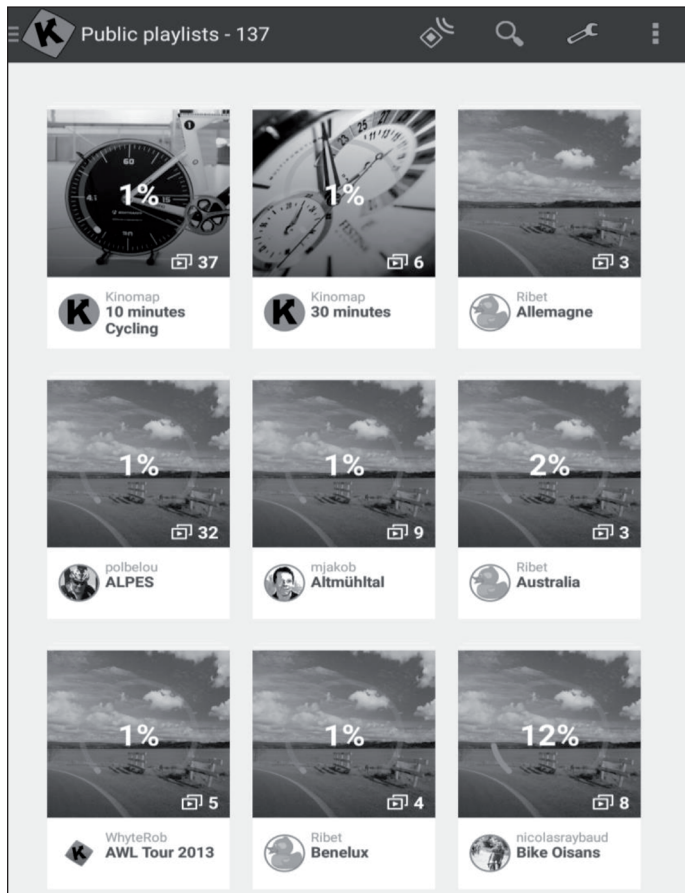 Public playlists - 137
1%
37
Kinomap
10 minutes
Cycling
1%
6
Kinomap
30 minutes
3
Ribet
Allemagne
1%
32
polbelou
ALPES
1%
9
mjakob
Altmühltal
2%
3
Ribet
Australia
1%
5
WhyteRob
AWL Tour 2013
1%
4
Ribet
Benelux
12%
8
nicolasraybaud
Bike Oisans